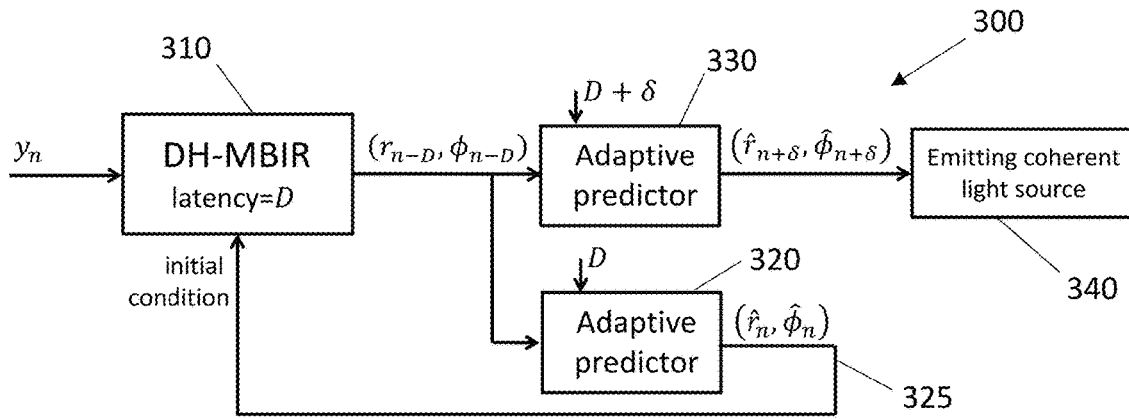 310
330
300
D + δ
y_n
DH-MBIR
latency=D
(r_{n−D}, ϕ_{n−D})
Adaptive
predictor
(r̂_{n+δ}, ϕ̂_{n+δ})
Emitting coherent
light source
initial
condition
D
320
340
Adaptive
predictor
(r̂_n, ϕ̂_n)
325